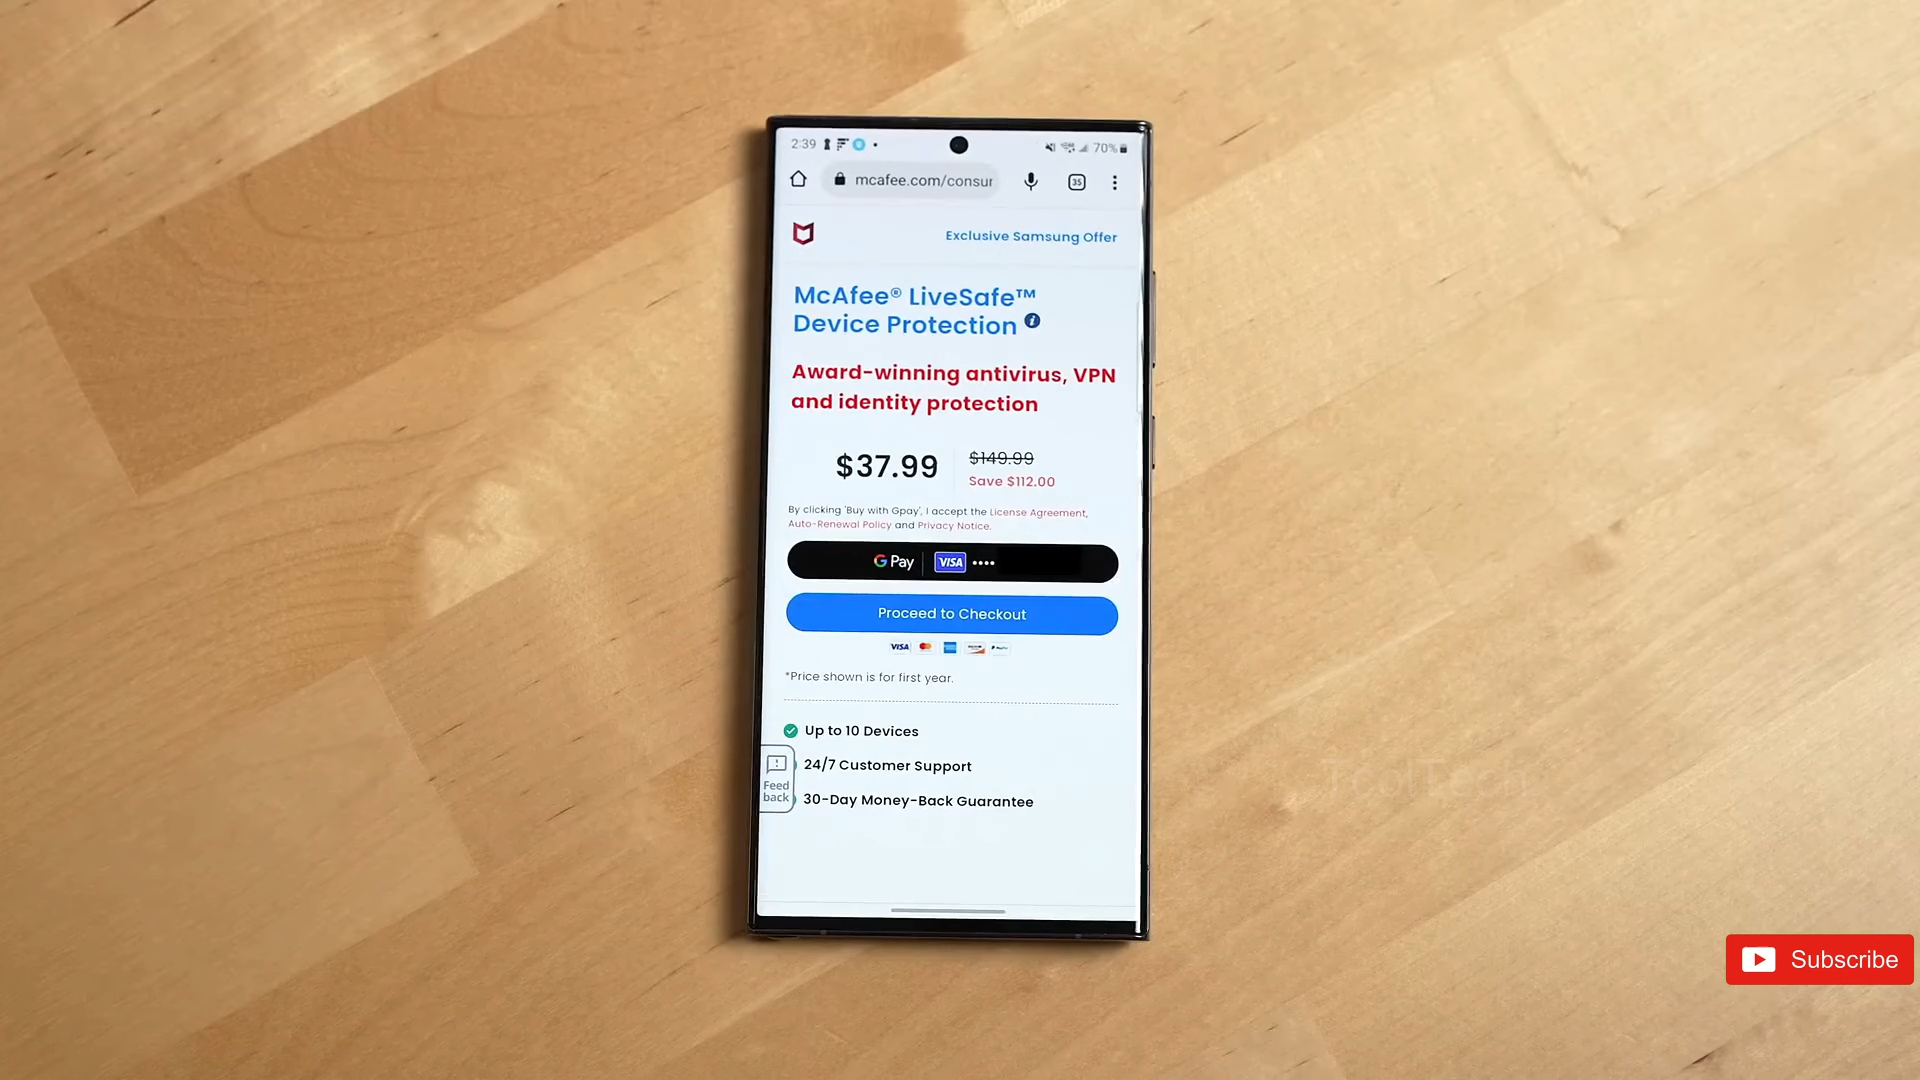 2:39 70%
mcafee.com/consur 35
Exclusive Samsung Offer
McAfee® LiveSafe™
Device Protection i
Award-winning antivirus, VPN
and identity protection
$37.99 $149.99
Save $112.00
By clicking 'Buy with Gpay', I accept the License Agreement,
Auto-Renewal Policy and Privacy Notice.
G Pay VISA ••••
Proceed to Checkout
VISA
*Price shown is for first year.
Up to 10 Devices
24/7 Customer Support
Feed
back
30-Day Money-Back Guarantee
Subscribe